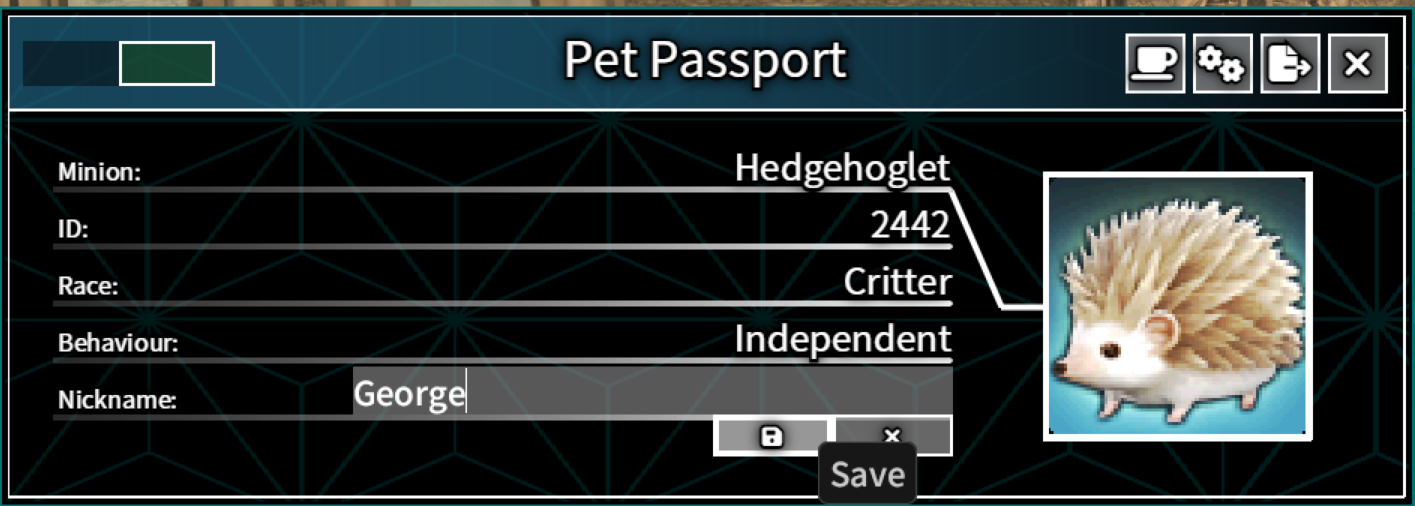 Pet Passport
Minion: Hedgehoglet
ID: 2442
Race: Critter
Behaviour: Independent
Nickname: George
Save